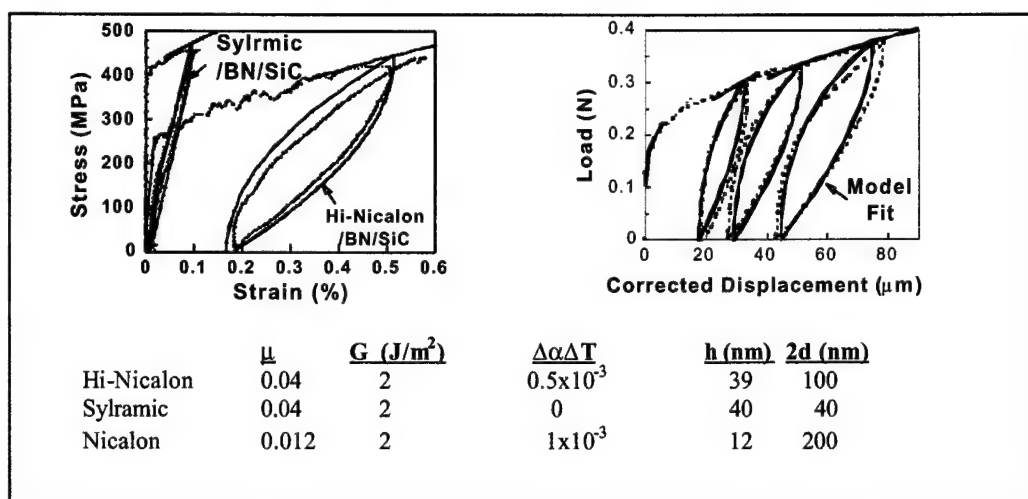 500
400
300
200
100
0
Stress (MPa)
Sylrmic
/BN/SiC
Hi-Nicalon
/BN/SiC
0 0.1 0.2 0.3 0.4 0.5 0.6
Strain (%)
0.4
0.3
0.2
0.1
0
Load (N)
Model
Fit
0 20 40 60 80
Corrected Displacement (μm)
μ G (J/m²) ΔαΔT h (nm) 2d (nm)
Hi-Nicalon 0.04 2 0.5x10⁻³ 39 100
Sylramic 0.04 2 0 40 40
Nicalon 0.012 2 1x10⁻³ 12 200